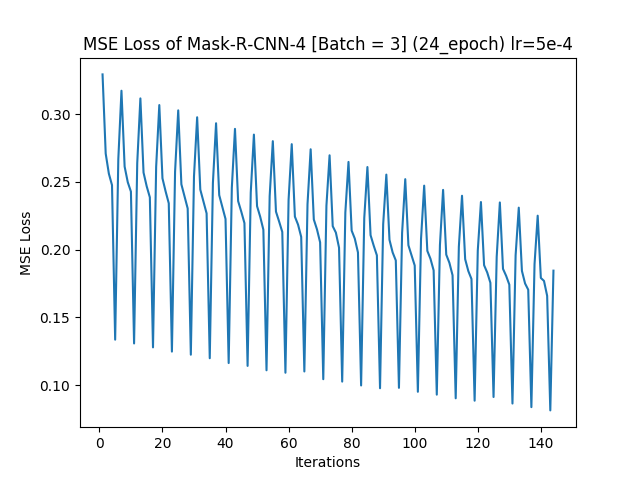 MSE Loss of Mask-R-CNN-4 [Batch = 3] (24_epoch) lr=5e-4
0.30
0.25
0.20
0.15
0.10
MSE Loss
0 20 40 60 80 100 120 140
Iterations